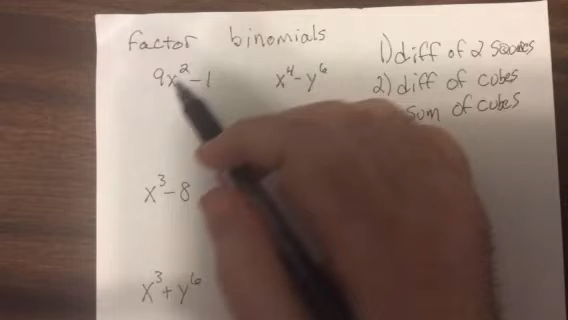 factor binomials
9x²-1
x⁴-y⁶
1) diff of 2 squares
2) diff of cubes
sum of cubes
x³-8
x³+y⁶